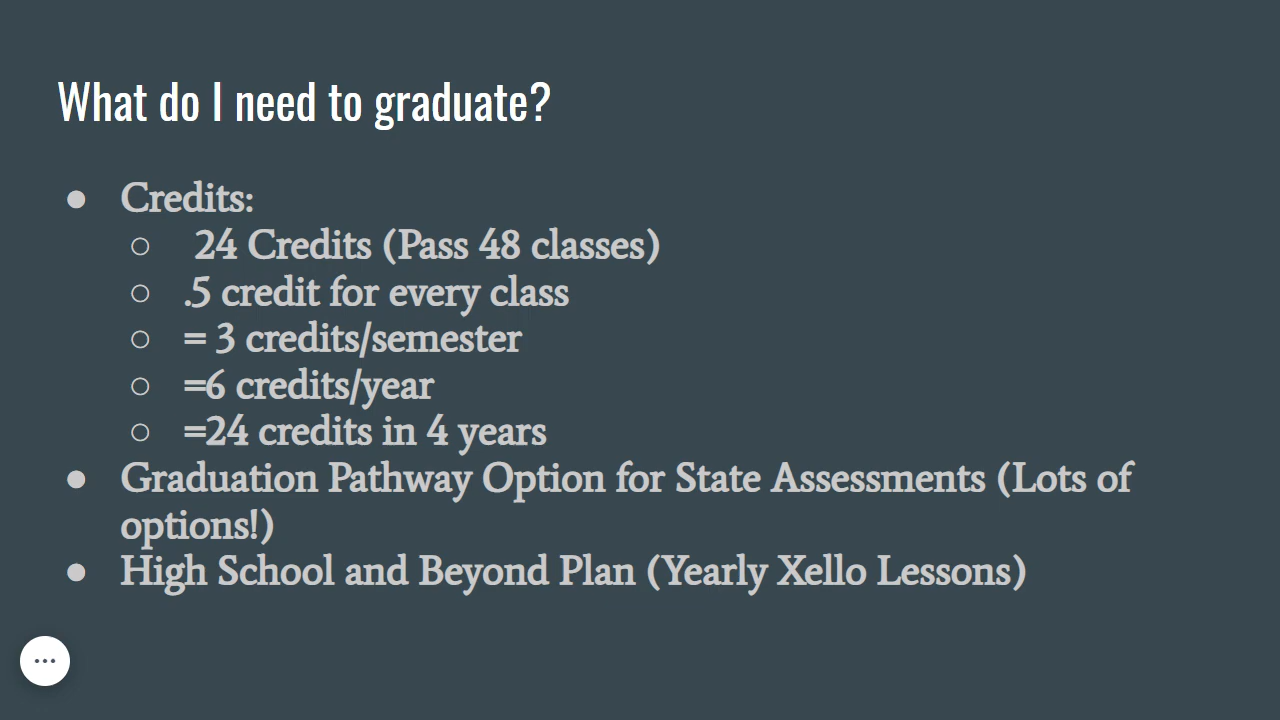 What do I need to graduate?
● Credits:
○ 24 Credits (Pass 48 classes)
○ .5 credit for every class
○ = 3 credits/semester
○ =6 credits/year
○ =24 credits in 4 years
● Graduation Pathway Option for State Assessments (Lots of
options!)
● High School and Beyond Plan (Yearly Xello Lessons)